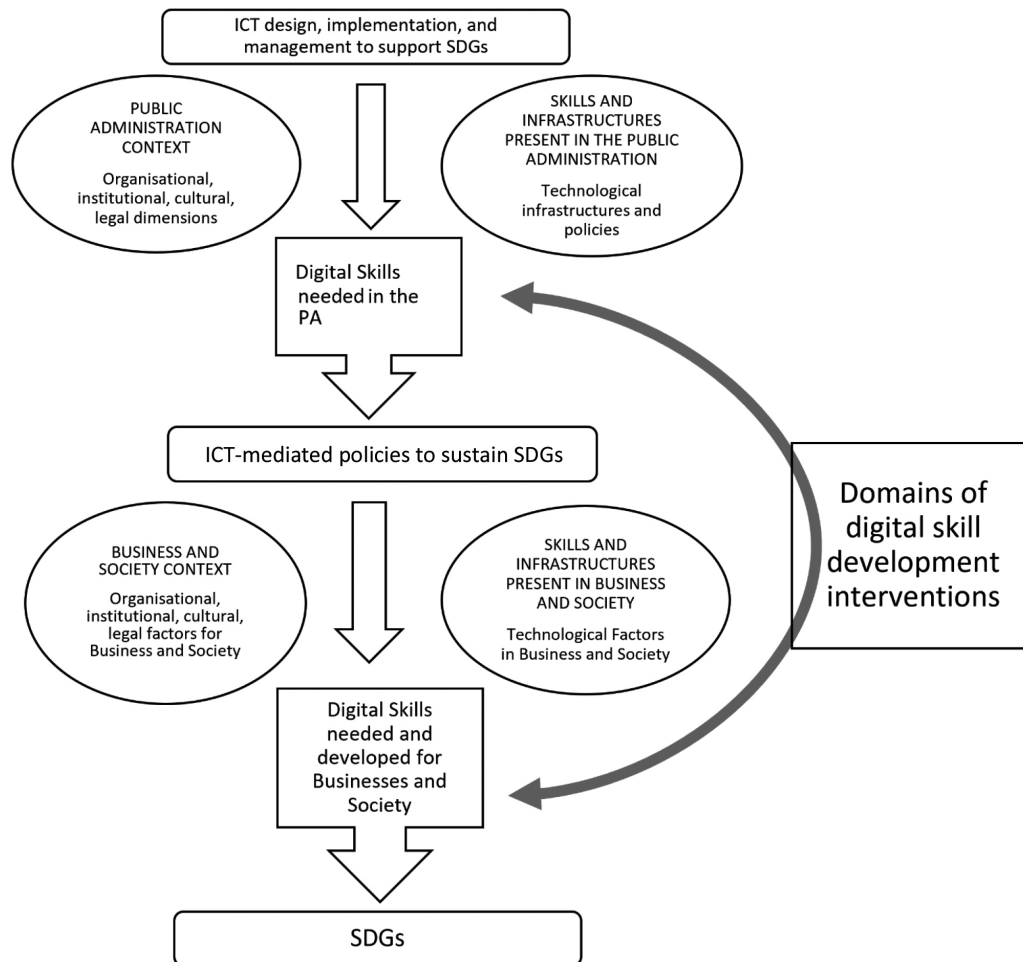 ICT design, implementation, and
management to support SDGs
PUBLIC
ADMINISTRATION
CONTEXT
Organisational,
institutional, cultural,
legal dimensions
SKILLS AND
INFRASTRUCTURES
PRESENT IN THE PUBLIC
ADMINISTRATION
Technological
infrastructures and
policies
Digital Skills
needed in the
PA
ICT-mediated policies to sustain SDGs
BUSINESS AND
SOCIETY CONTEXT
Organisational,
institutional, cultural,
legal factors for
Business and Society
SKILLS AND
INFRASTRUCTURES
PRESENT IN BUSINESS
AND SOCIETY
Technological Factors
in Business and Society
Domains of
digital skill
development
interventions
Digital Skills
needed and
developed for
Businesses and
Society
SDGs